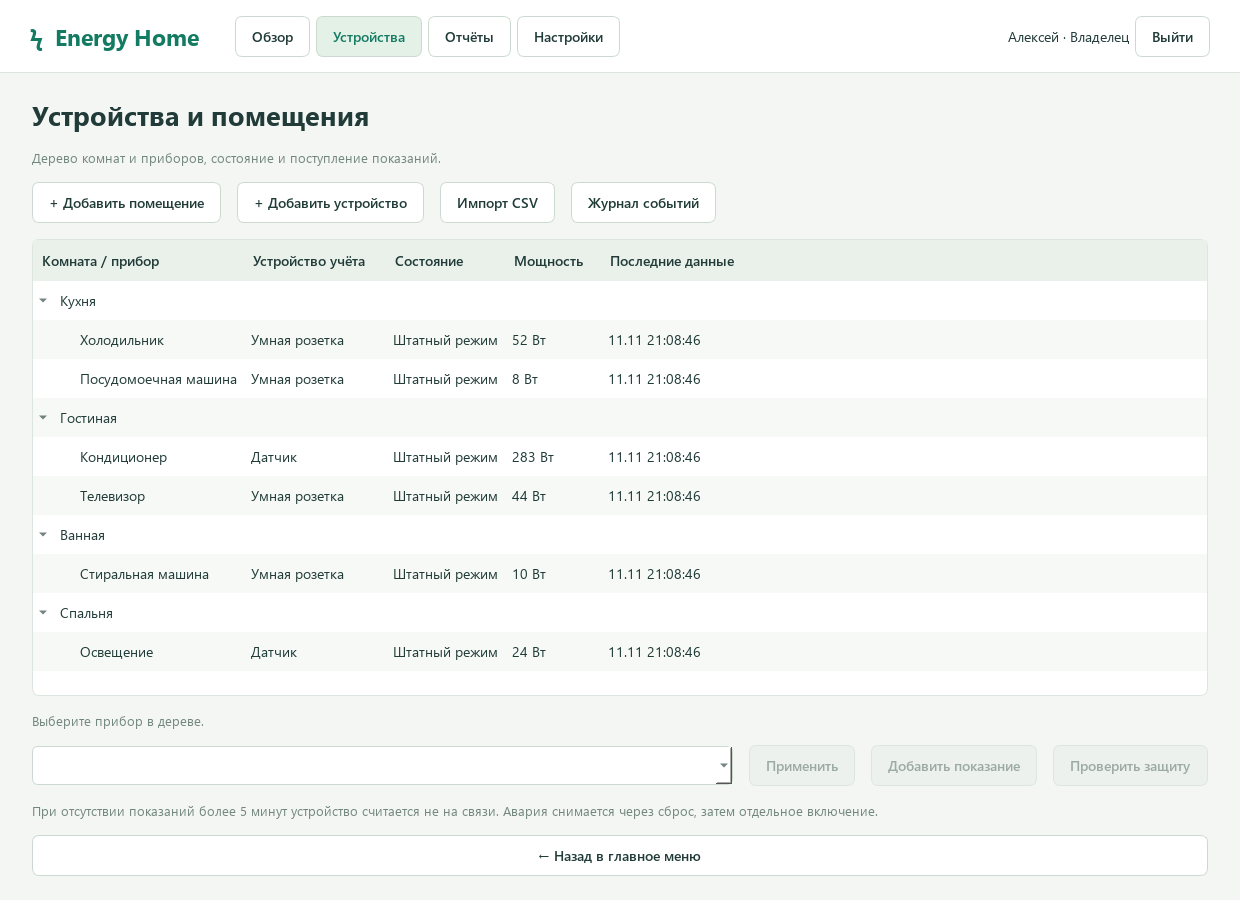 Energy Home Обзор Устройства Отчёты Настройки Алексей · Владелец Выйти
Устройства и помещения
Дерево комнат и приборов, состояние и поступление показаний.
+ Добавить помещение + Добавить устройство Импорт CSV Журнал событий
Комната / прибор Устройство учёта Состояние Мощность Последние данные
Кухня
Холодильник Умная розетка Штатный режим 52 Вт 11.11 21:08:46
Посудомоечная машина Умная розетка Штатный режим 8 Вт 11.11 21:08:46
Гостиная
Кондиционер Датчик Штатный режим 283 Вт 11.11 21:08:46
Телевизор Умная розетка Штатный режим 44 Вт 11.11 21:08:46
Ванная
Стиральная машина Умная розетка Штатный режим 10 Вт 11.11 21:08:46
Спальня
Освещение Датчик Штатный режим 24 Вт 11.11 21:08:46
Выберите прибор в дереве.
Применить Добавить показание Проверить защиту
При отсутствии показаний более 5 минут устройство считается не на связи. Авария снимается через сброс, затем отдельное включение.
← Назад в главное меню